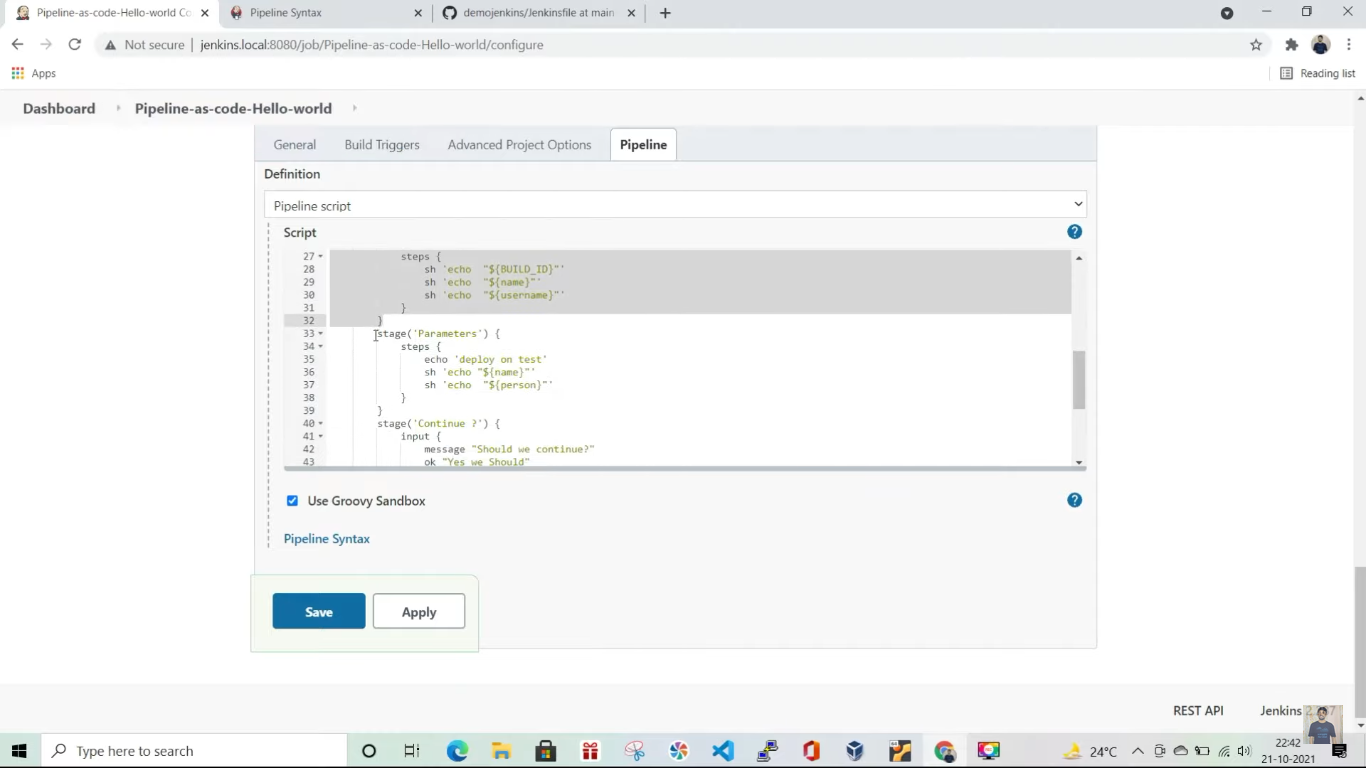 Pipeline-as-code-Hello-world Co
Pipeline Syntax
demojenkins/Jenkinsfile at main
Not secure | jenkins.local:8080/job/Pipeline-as-code-Hello-world/configure
Apps
Reading list
Dashboard
Pipeline-as-code-Hello-world
General
Build Triggers
Advanced Project Options
Pipeline
Definition
Pipeline script
Script
27 steps {
28 sh 'echo  "${BUILD_ID}"'
29 sh 'echo  "${name}"'
30 sh 'echo  "${username}"'
31 }
32 }
33 stage('Parameters') {
34 steps {
35 echo 'deploy on test'
36 sh 'echo "${name}"'
37 sh 'echo  "${person}"'
38 }
39 }
40 stage('Continue ?') {
41 input {
42 message "Should we continue?"
43 ok "Yes we Should"
Use Groovy Sandbox
Pipeline Syntax
Save
Apply
REST API
Jenkins
Type here to search
24°C
22:42
21-10-2021